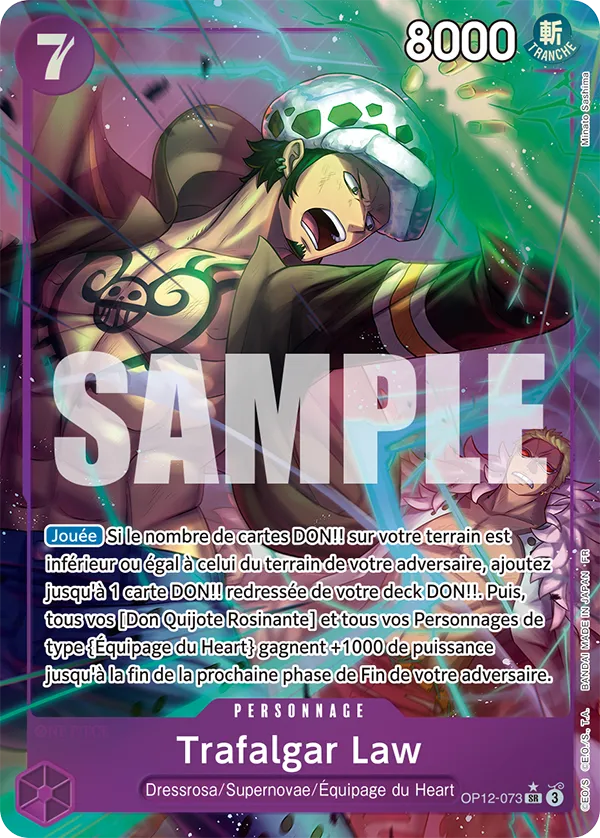 7
8000
斬
TRANCHE
Minato Sashima
SAMPLE
Jouée Si le nombre de cartes DON!! sur votre terrain est
inférieur ou égal à celui du terrain de votre adversaire, ajoutez
jusqu'à 1 carte DON!! redressée de votre deck DON!!. Puis,
tous vos [Don Quijote Rosinante] et tous vos Personnages de
type {Équipage du Heart} gagnent +1000 de puissance
jusqu'à la fin de la prochaine phase de Fin de votre adversaire.
BANDAI MADE IN JAPAN FR
©E.O./S., T.A.
©E.D/S
PERSONNAGE
Trafalgar Law
Dressrosa/Supernovae/Équipage du Heart
OP12-073 SR 3